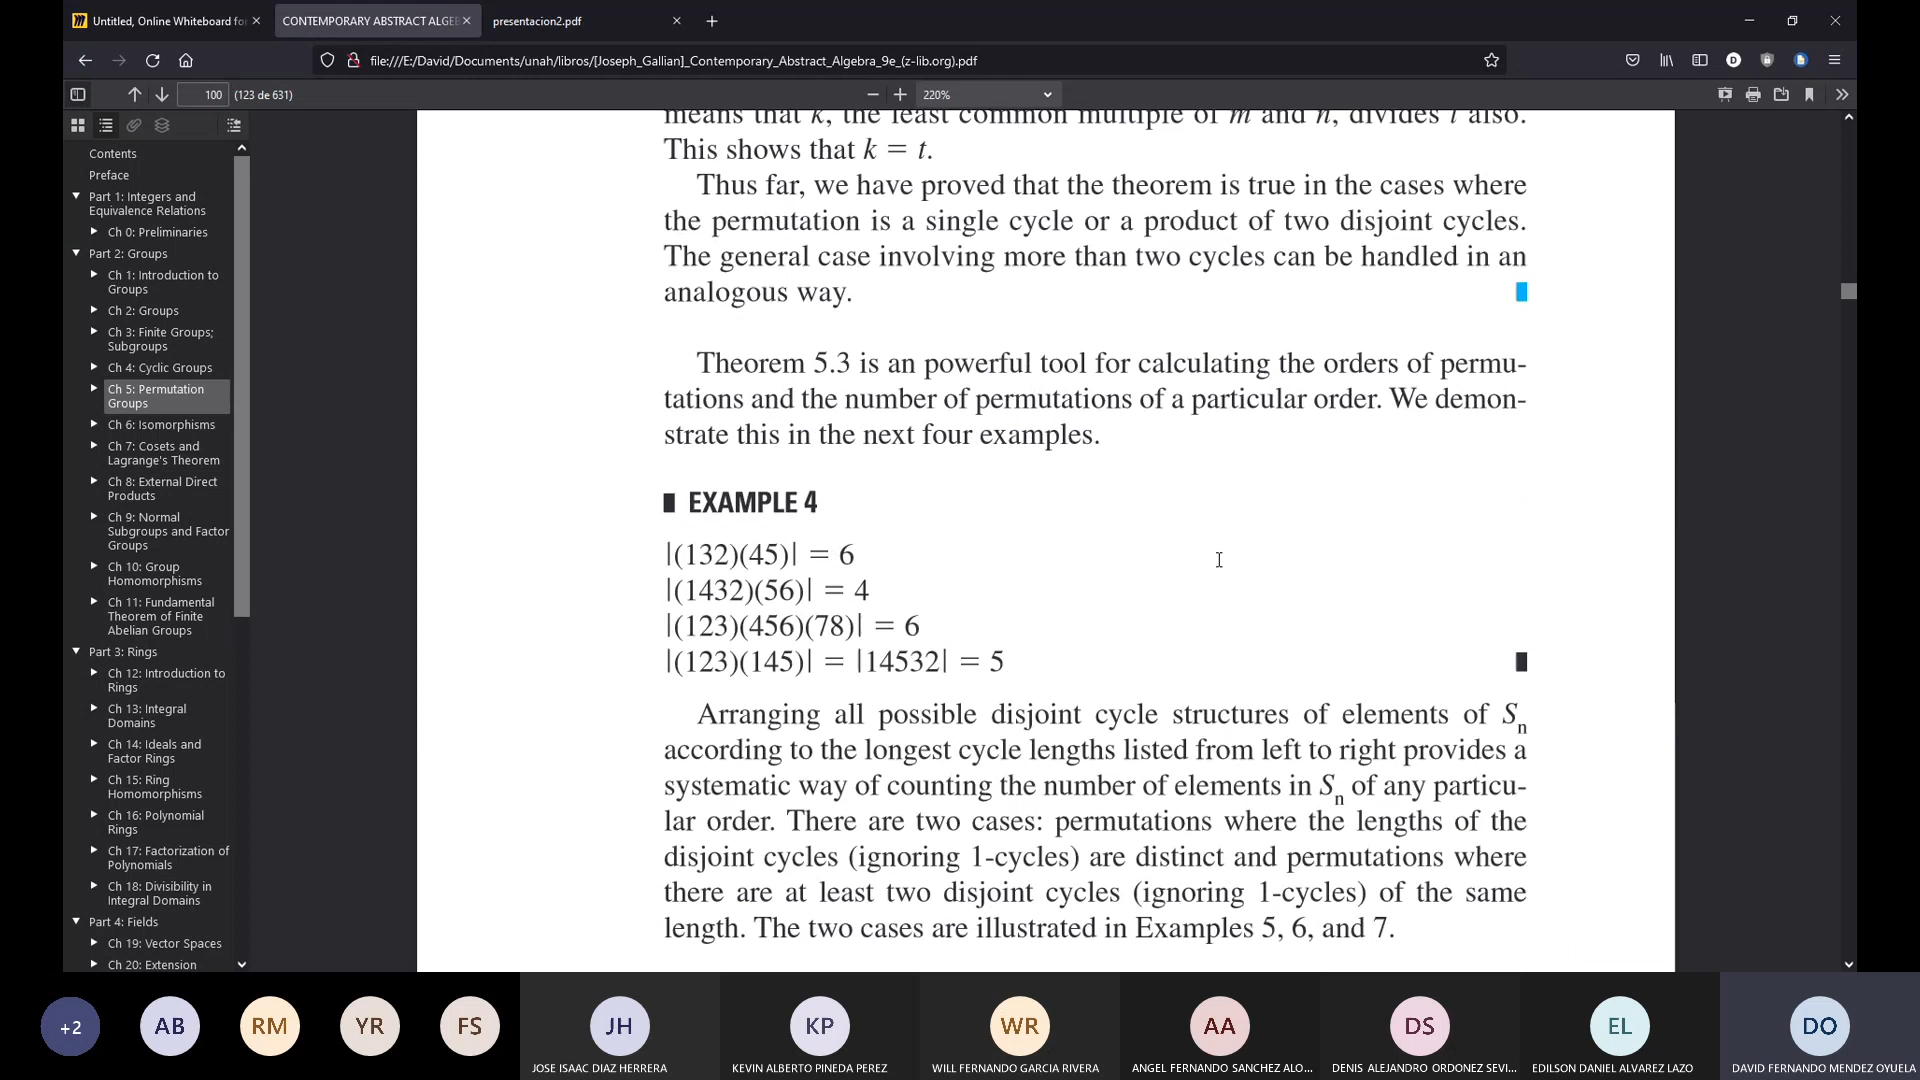 Untitled, Online Whiteboard for
CONTEMPORARY ABSTRACT ALGEB
presentacion2.pdf
file:///E:/David/Documents/unah/libros/[Joseph_Gallian]_Contemporary_Abstract_Algebra_9e_(z-lib.org).pdf
100 (123 de 631)
220%
Contents
Preface
Part 1: Integers and
Equivalence Relations
Ch 0: Preliminaries
Part 2: Groups
Ch 1: Introduction to
Groups
Ch 2: Groups
Ch 3: Finite Groups;
Subgroups
Ch 4: Cyclic Groups
Ch 5: Permutation
Groups
Ch 6: Isomorphisms
Ch 7: Cosets and
Lagrange's Theorem
Ch 8: External Direct
Products
Ch 9: Normal
Subgroups and Factor
Groups
Ch 10: Group
Homomorphisms
Ch 11: Fundamental
Theorem of Finite
Abelian Groups
Part 3: Rings
Ch 12: Introduction to
Rings
Ch 13: Integral
Domains
Ch 14: Ideals and
Factor Rings
Ch 15: Ring
Homomorphisms
Ch 16: Polynomial
Rings
Ch 17: Factorization of
Polynomials
Ch 18: Divisibility in
Integral Domains
Part 4: Fields
Ch 19: Vector Spaces
Ch 20: Extension
means that k, the least common multiple of m and n, divides t also.
This shows that k = t.
Thus far, we have proved that the theorem is true in the cases where
the permutation is a single cycle or a product of two disjoint cycles.
The general case involving more than two cycles can be handled in an
analogous way.
Theorem 5.3 is an powerful tool for calculating the orders of permu-
tations and the number of permutations of a particular order. We demon-
strate this in the next four examples.
EXAMPLE 4
|(132)(45)| = 6
|(1432)(56)| = 4
|(123)(456)(78)| = 6
|(123)(145)| = |14532| = 5
Arranging all possible disjoint cycle structures of elements of Sn
according to the longest cycle lengths listed from left to right provides a
systematic way of counting the number of elements in Sn of any particu-
lar order. There are two cases: permutations where the lengths of the
disjoint cycles (ignoring 1-cycles) are distinct and permutations where
there are at least two disjoint cycles (ignoring 1-cycles) of the same
length. The two cases are illustrated in Examples 5, 6, and 7.
+2
AB
RM
YR
FS
JH
KP
WR
AA
DS
EL
DO
JOSE ISAAC DIAZ HERRERA
KEVIN ALBERTO PINEDA PEREZ
WILL FERNANDO GARCIA RIVERA
ANGEL FERNANDO SANCHEZ ALO...
DENIS ALEJANDRO ORDONEZ SEVI...
EDILSON DANIEL ALVAREZ LAZO
DAVID FERNANDO MENDEZ OYUELA